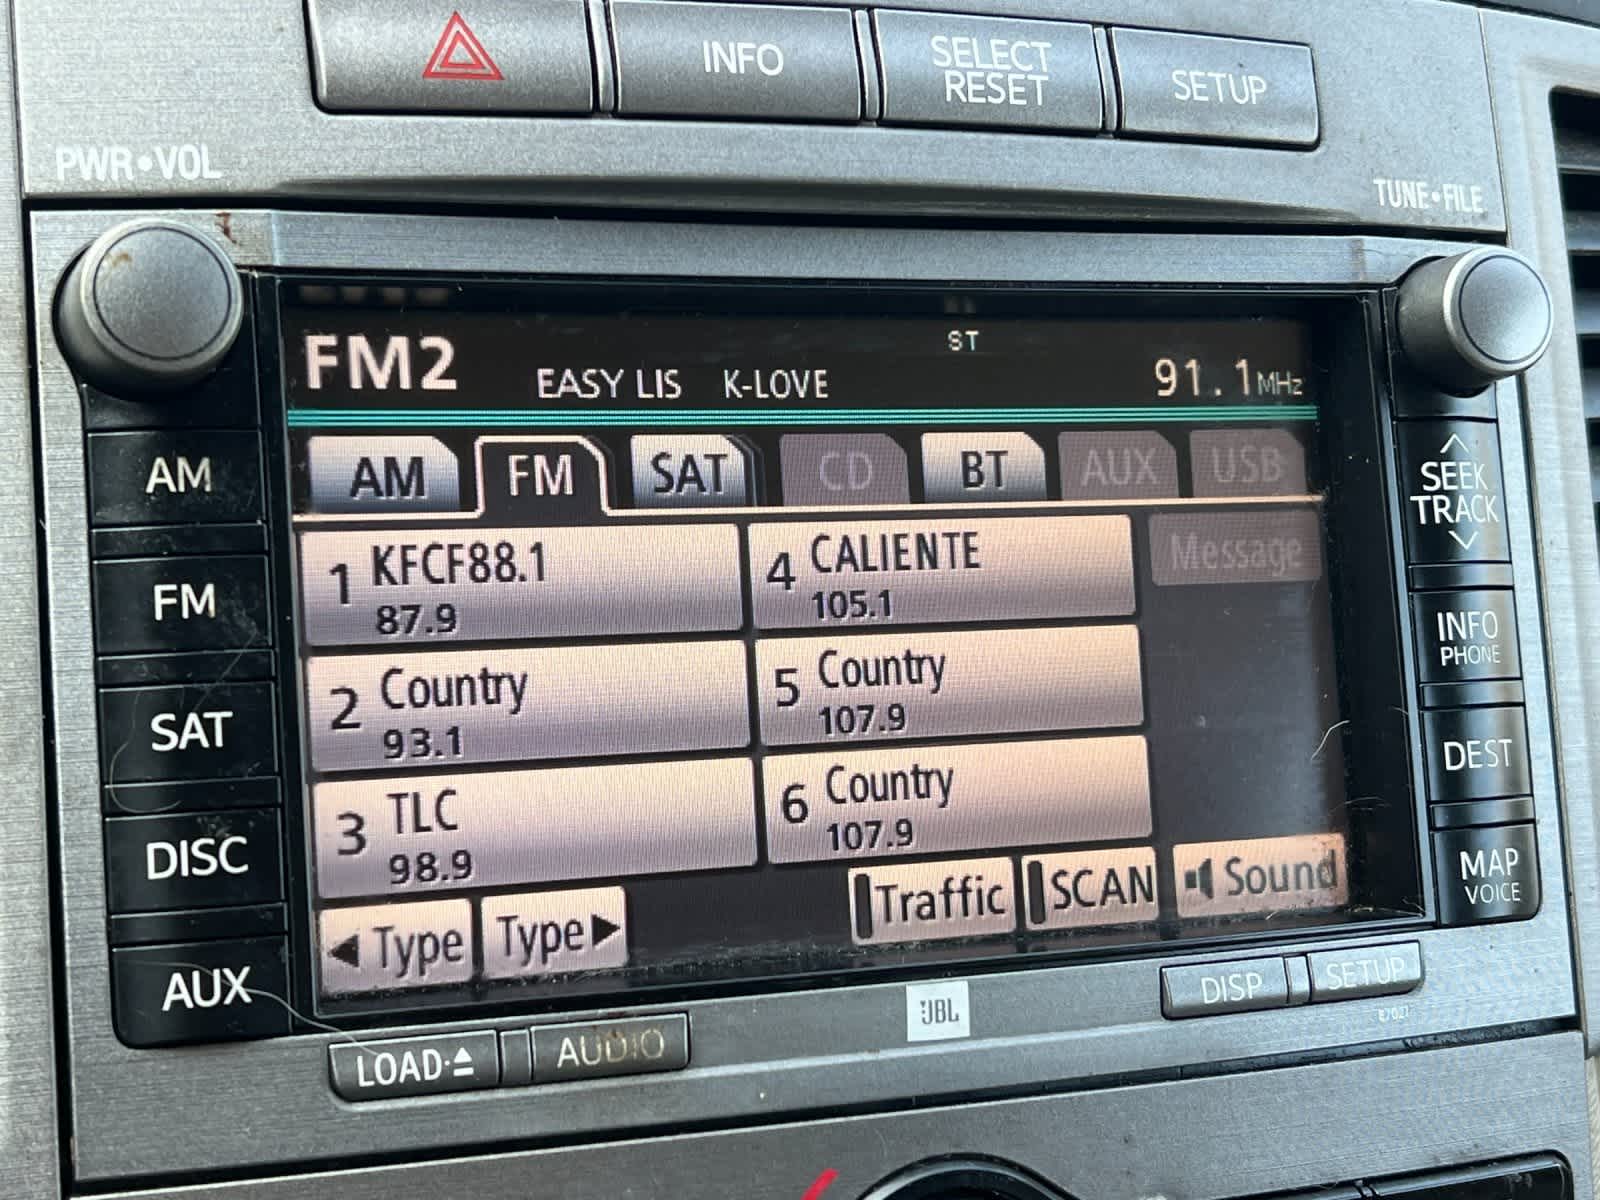 INFO
SELECT
RESET
SETUP
PWR•VOL
TUNE•FILE
FM2
EASY LIS K-LOVE
ST
91.1MHz
AM
FM
SAT
CD
BT
AUX
USB
AM
FM
SAT
DISC
AUX
1 KFCF88.1
87.9
2 Country
93.1
3 TLC
98.9
4 CALIENTE
105.1
5 Country
107.9
6 Country
107.9
Message
◀ Type
Type ▶
Traffic
SCAN
Sound
SEEK
TRACK
INFO
PHONE
DEST
MAP
VOICE
LOAD·
AUDIO
JBL
DISP
SETUP
E7021